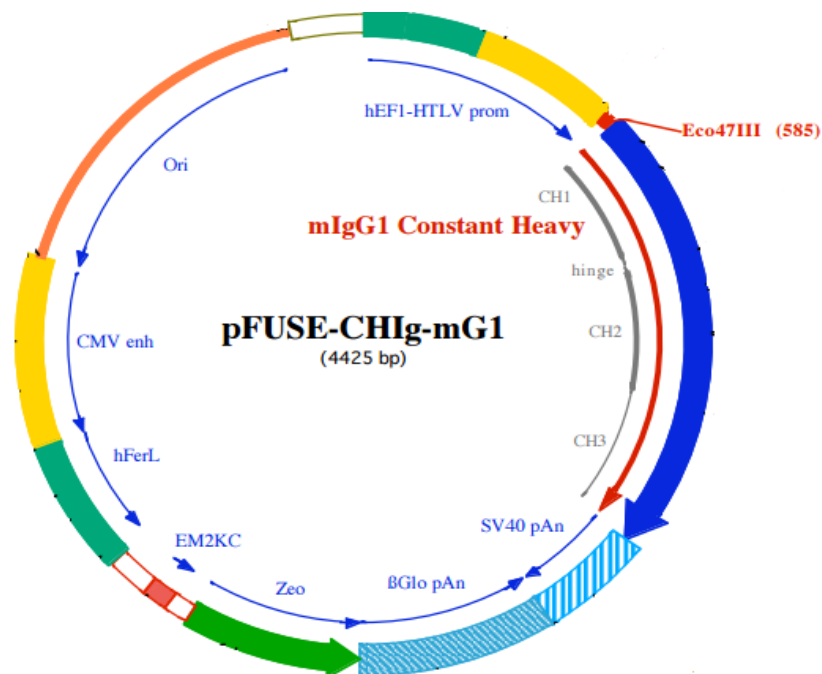 hEF1-HTLV prom
Eco47III (585)
Ori
CH1
mIgG1 Constant Heavy
hinge
pFUSE-CHIg-mG1
(4425 bp)
CMV enh
CH2
CH3
hFerL
SV40 pAn
EM2KC
Zeo
ßGlo pAn